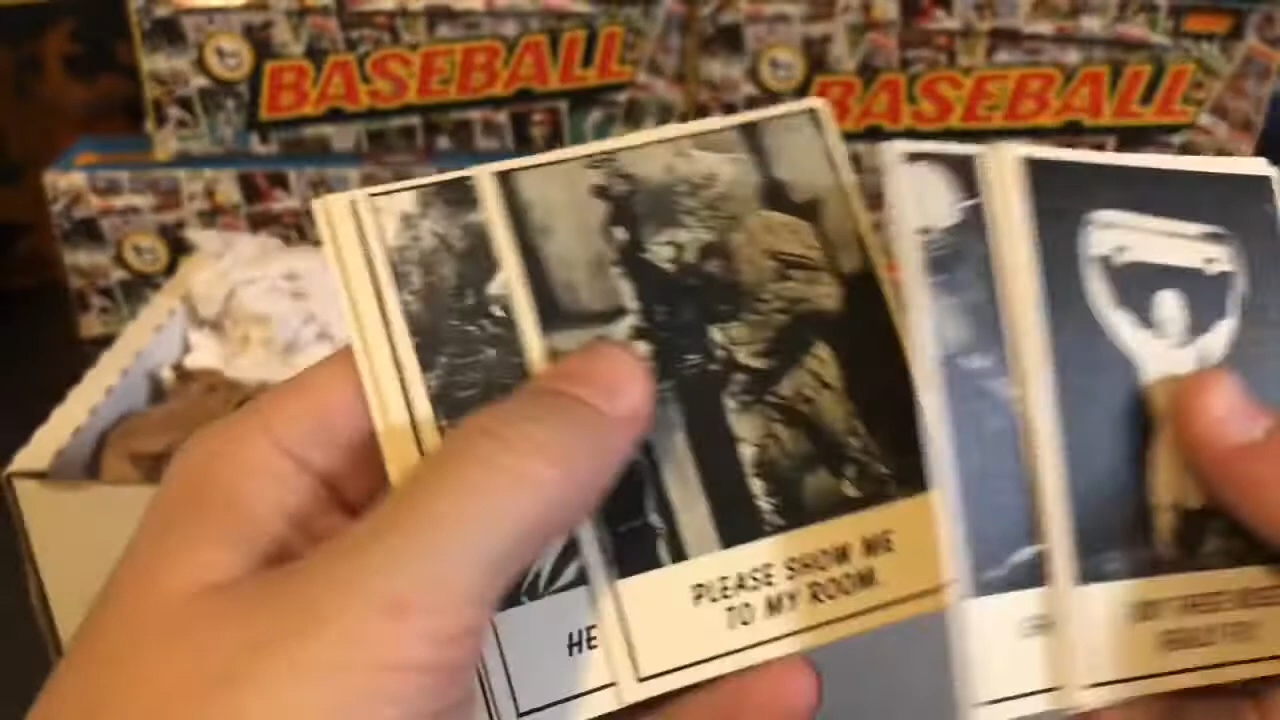 BASEBALL
BASEBALL
PLEASE SHOW ME
TO MY ROOM.
HE